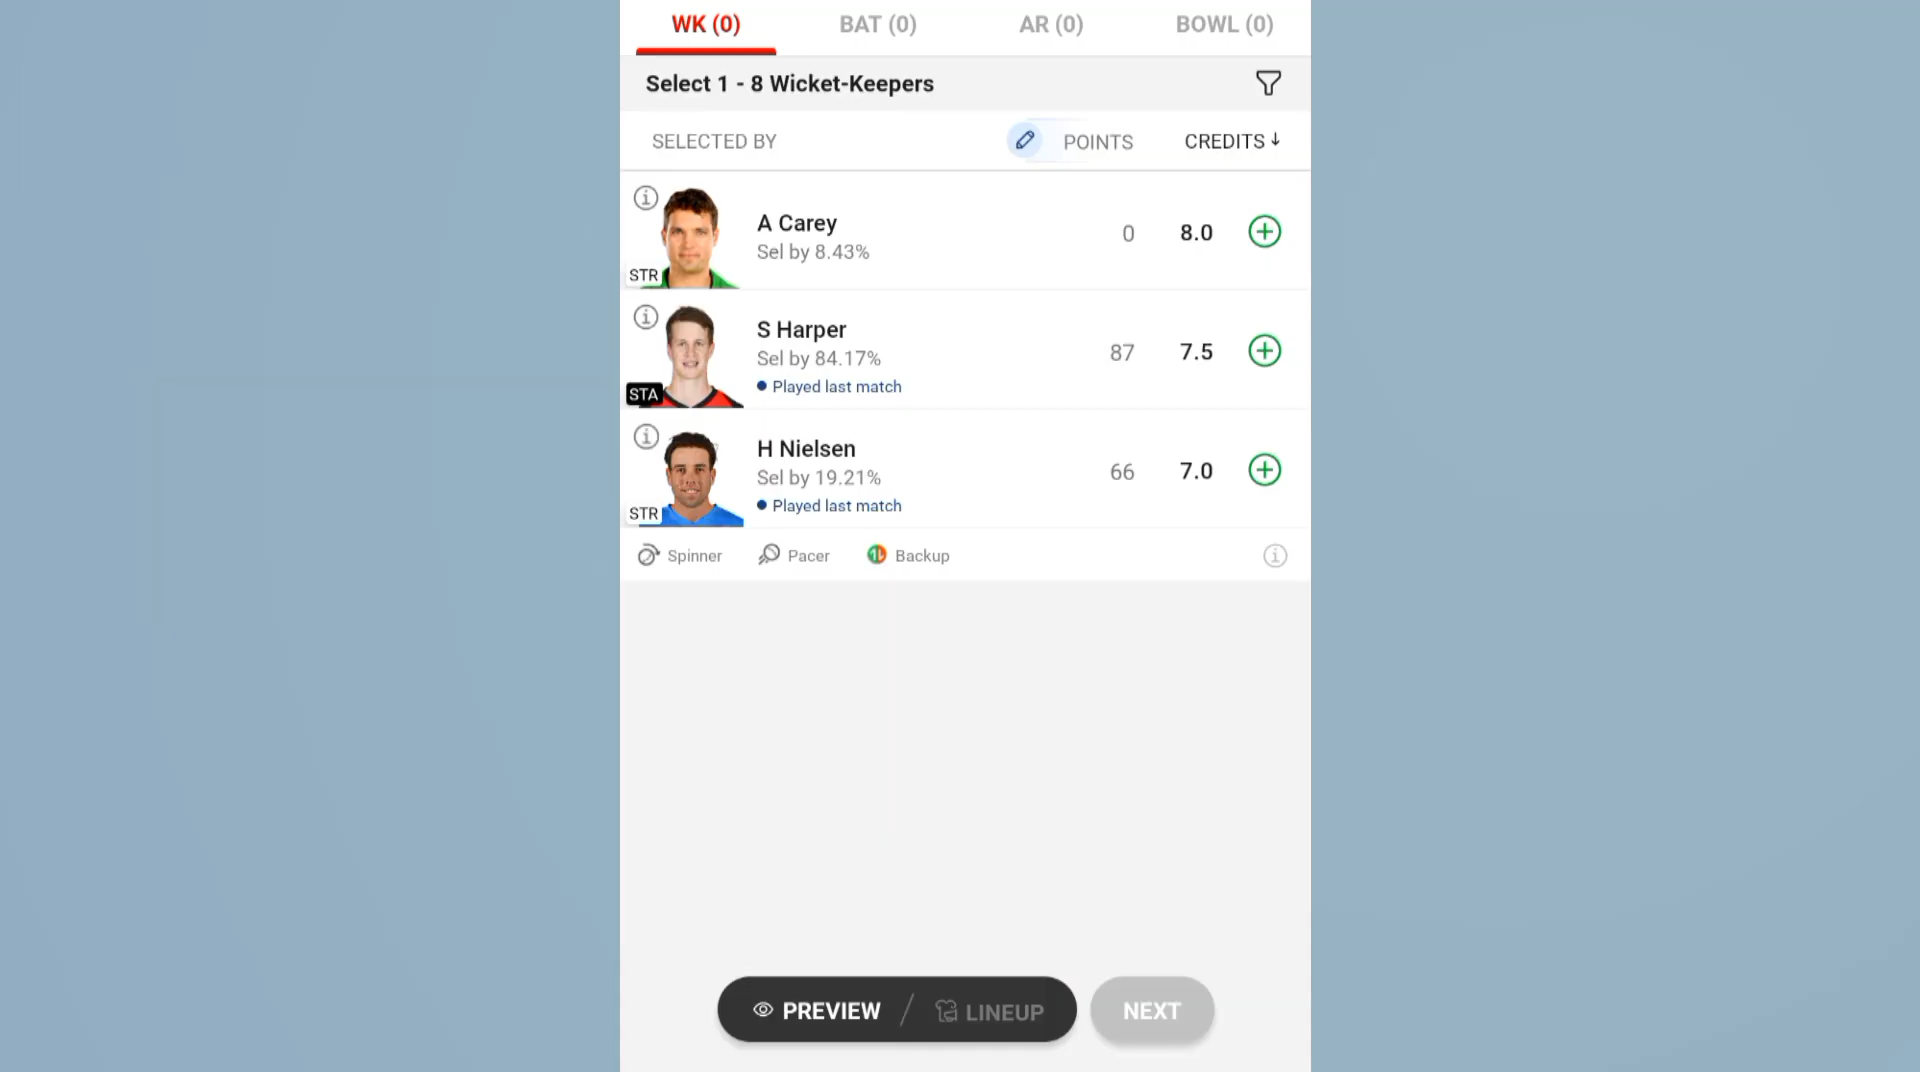 WK (0) BAT (0) AR (0) BOWL (0)
Select 1 - 8 Wicket-Keepers
SELECTED BY POINTS CREDITS ↓
A Carey
Sel by 8.43%
0 8.0
STR
S Harper
Sel by 84.17%
Played last match
87 7.5
STA
H Nielsen
Sel by 19.21%
Played last match
66 7.0
STR
Spinner Pacer Backup
PREVIEW / LINEUP NEXT